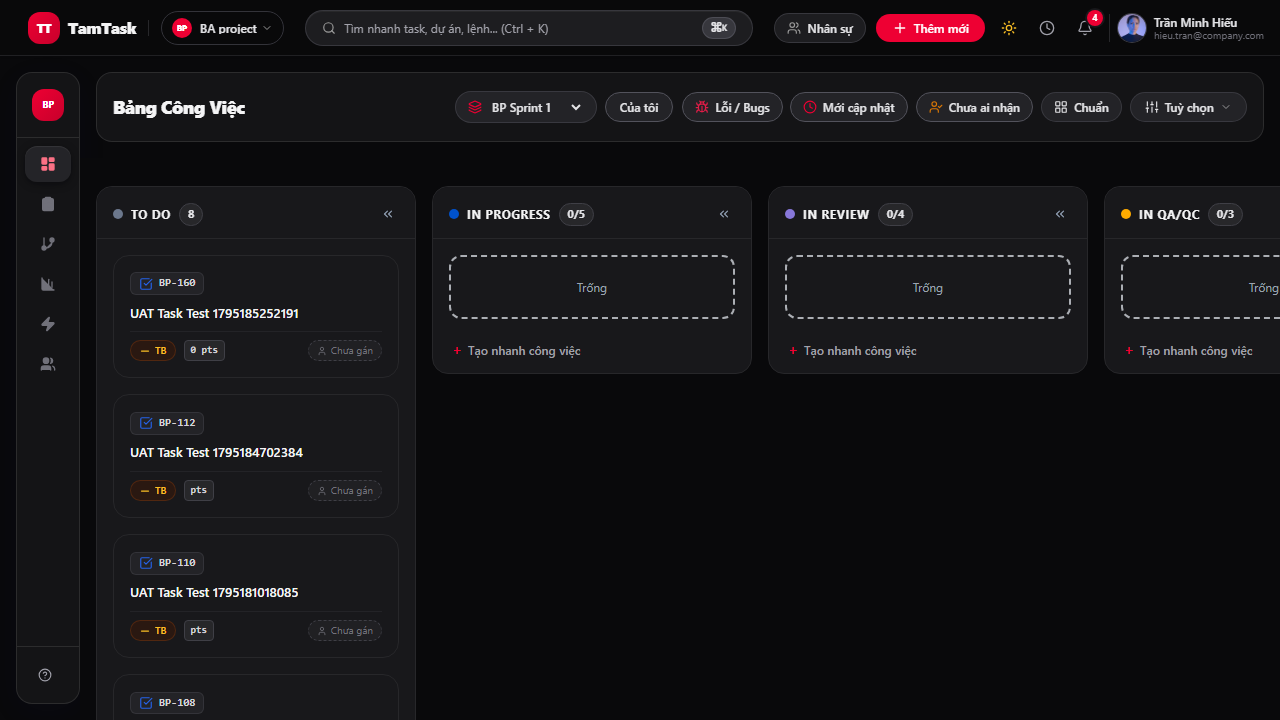 TT TamTask BP BA project Tìm nhanh task, dự án, lệnh... (Ctrl + K) ⌘K Nhân sự + Thêm mới 4 Trần Minh Hiếu
hieu.tran@company.com
BP
Bảng Công Việc BP Sprint 1 Của tôi Lỗi / Bugs Mới cập nhật Chưa ai nhận Chuẩn Tuỳ chọn
TO DO 8
BP-160
UAT Task Test 1795185252191
TB 0 pts Chưa gán
BP-112
UAT Task Test 1795184702384
TB pts Chưa gán
BP-110
UAT Task Test 1795181018085
TB pts Chưa gán
BP-108
IN PROGRESS 0/5
Trống
+ Tạo nhanh công việc
IN REVIEW 0/4
Trống
+ Tạo nhanh công việc
IN QA/QC 0/3
Trống
+ Tạo nhanh công việc